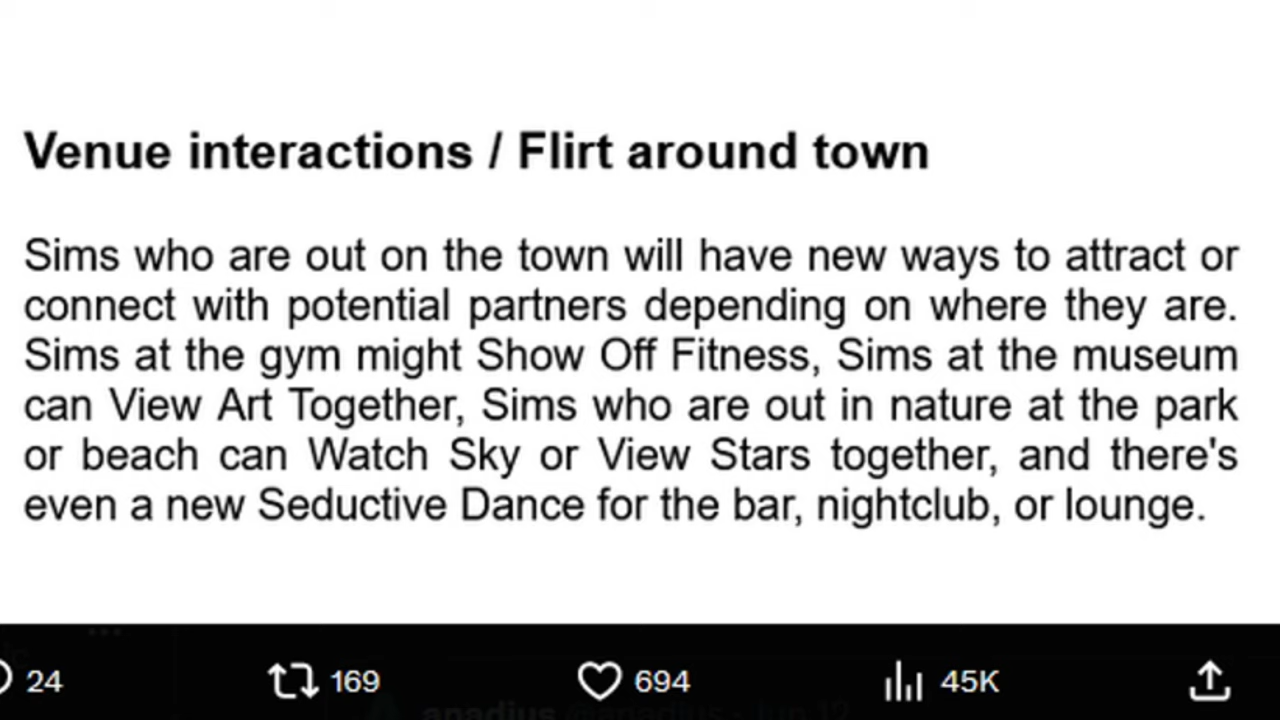 Venue interactions / Flirt around town
Sims who are out on the town will have new ways to attract or
connect with potential partners depending on where they are.
Sims at the gym might Show Off Fitness, Sims at the museum
can View Art Together, Sims who are out in nature at the park
or beach can Watch Sky or View Stars together, and there's
even a new Seductive Dance for the bar, nightclub, or lounge.
24 169 694 45K